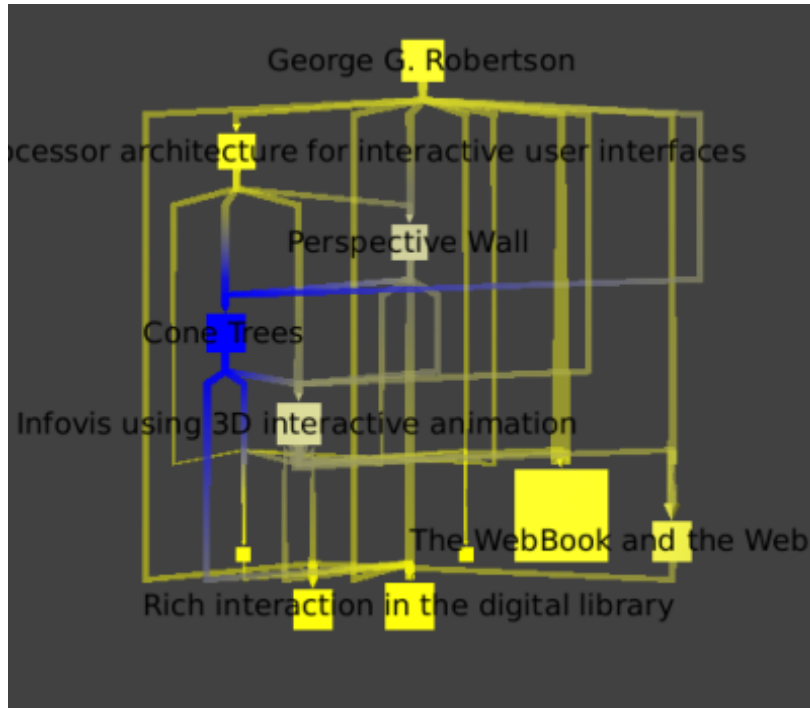 George G. Robertson
ocessor architecture for interactive user interfaces
Perspective Wall
Cone Trees
Infovis using 3D interactive animation
The WebBook and the Web
Rich interaction in the digital library